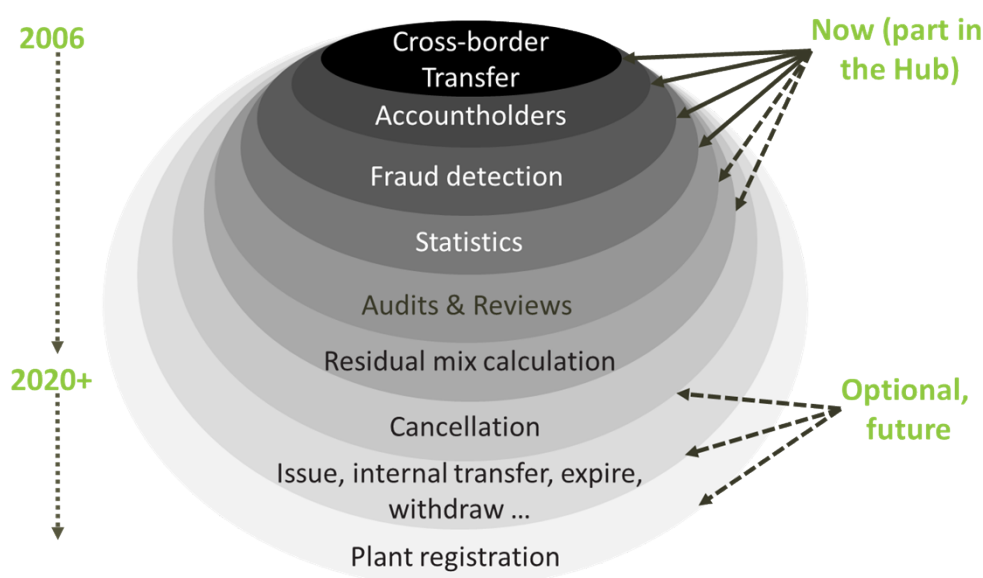 2006
Cross-border
Transfer
Now (part in
the Hub)
Accountholders
Fraud detection
Statistics
Audits & Reviews
Residual mix calculation
2020+
Optional,
future
Cancellation
Issue, internal transfer, expire,
withdraw ...
Plant registration